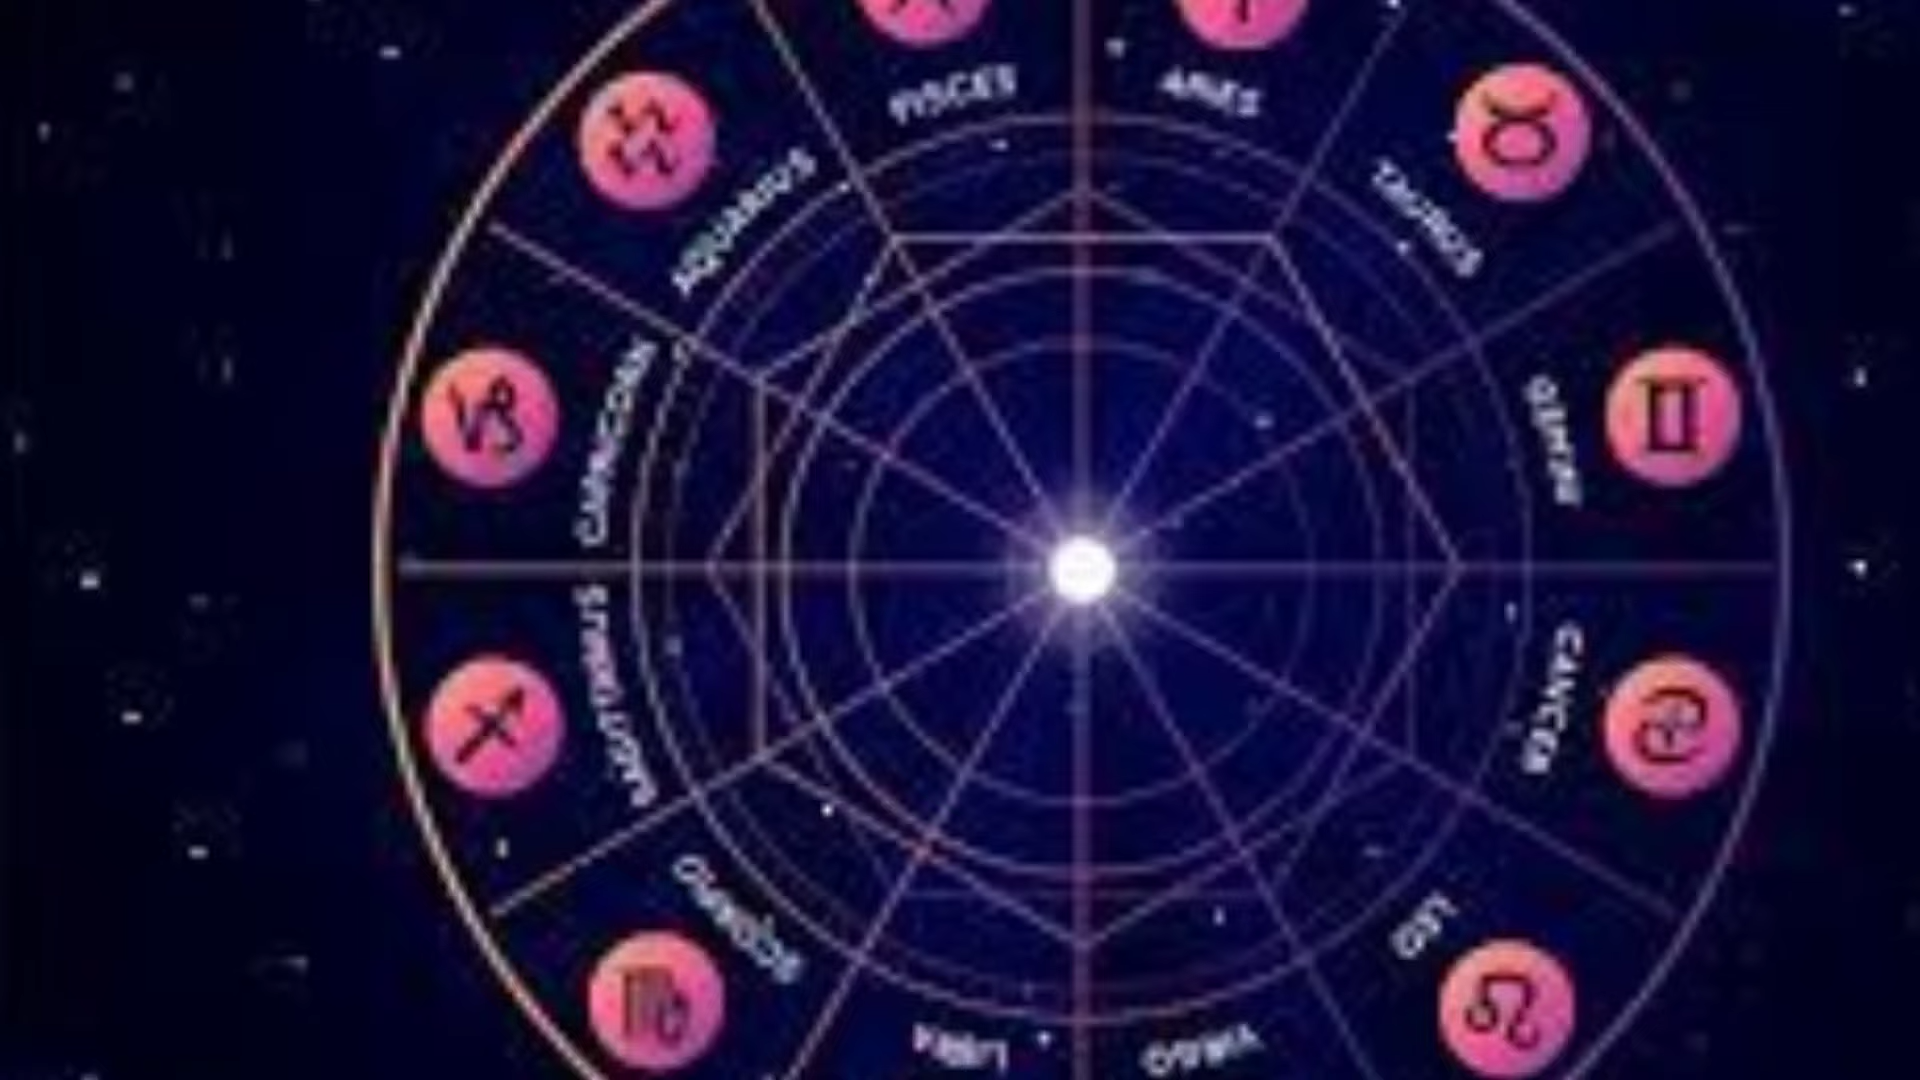 PISCES
ARIES
TAURUS
GEMINI
CANCER
LEO
VIRGO
LIBRA
SCORPIO
SAGITTARIUS
CAPRICORN
AQUARIUS